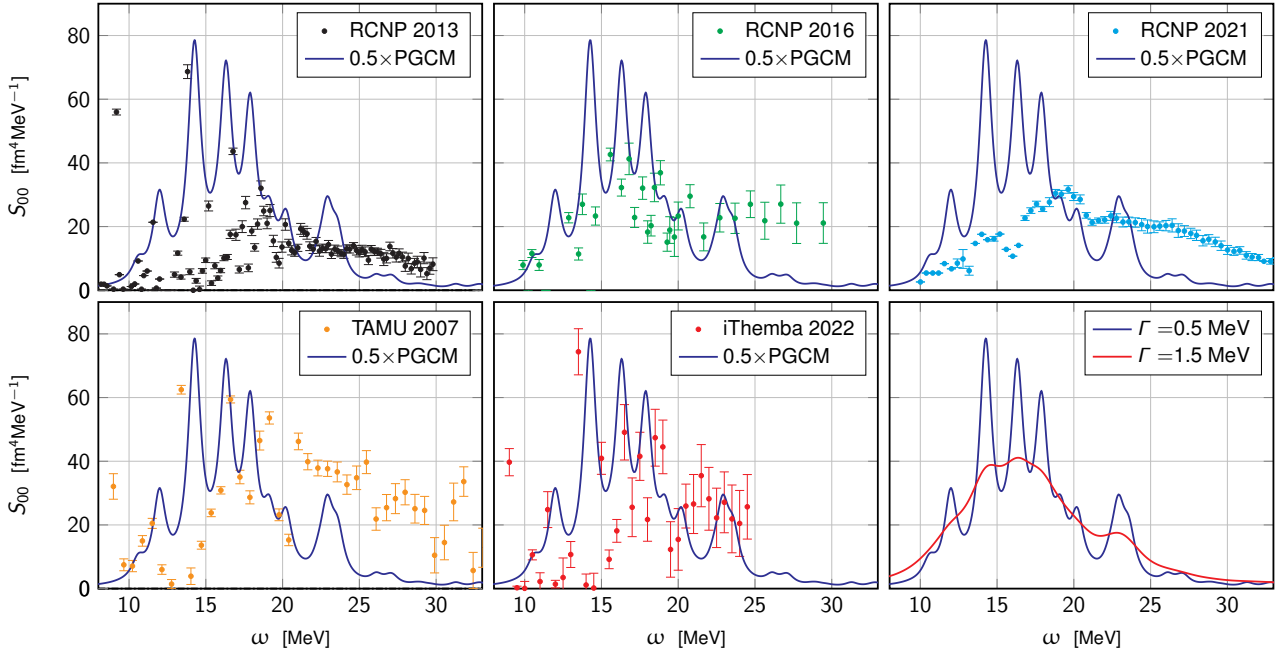 RCNP 2013
0.5×PGCM
RCNP 2016
0.5×PGCM
RCNP 2021
0.5×PGCM
80
60
40
20
0
S₀₀ [fm⁴MeV⁻¹]
TAMU 2007
0.5×PGCM
iThemba 2022
0.5×PGCM
Γ =0.5 MeV
Γ =1.5 MeV
80
60
40
20
0
S₀₀ [fm⁴MeV⁻¹]
10 15 20 25 30
10 15 20 25 30
10 15 20 25 30
ω [MeV]
ω [MeV]
ω [MeV]